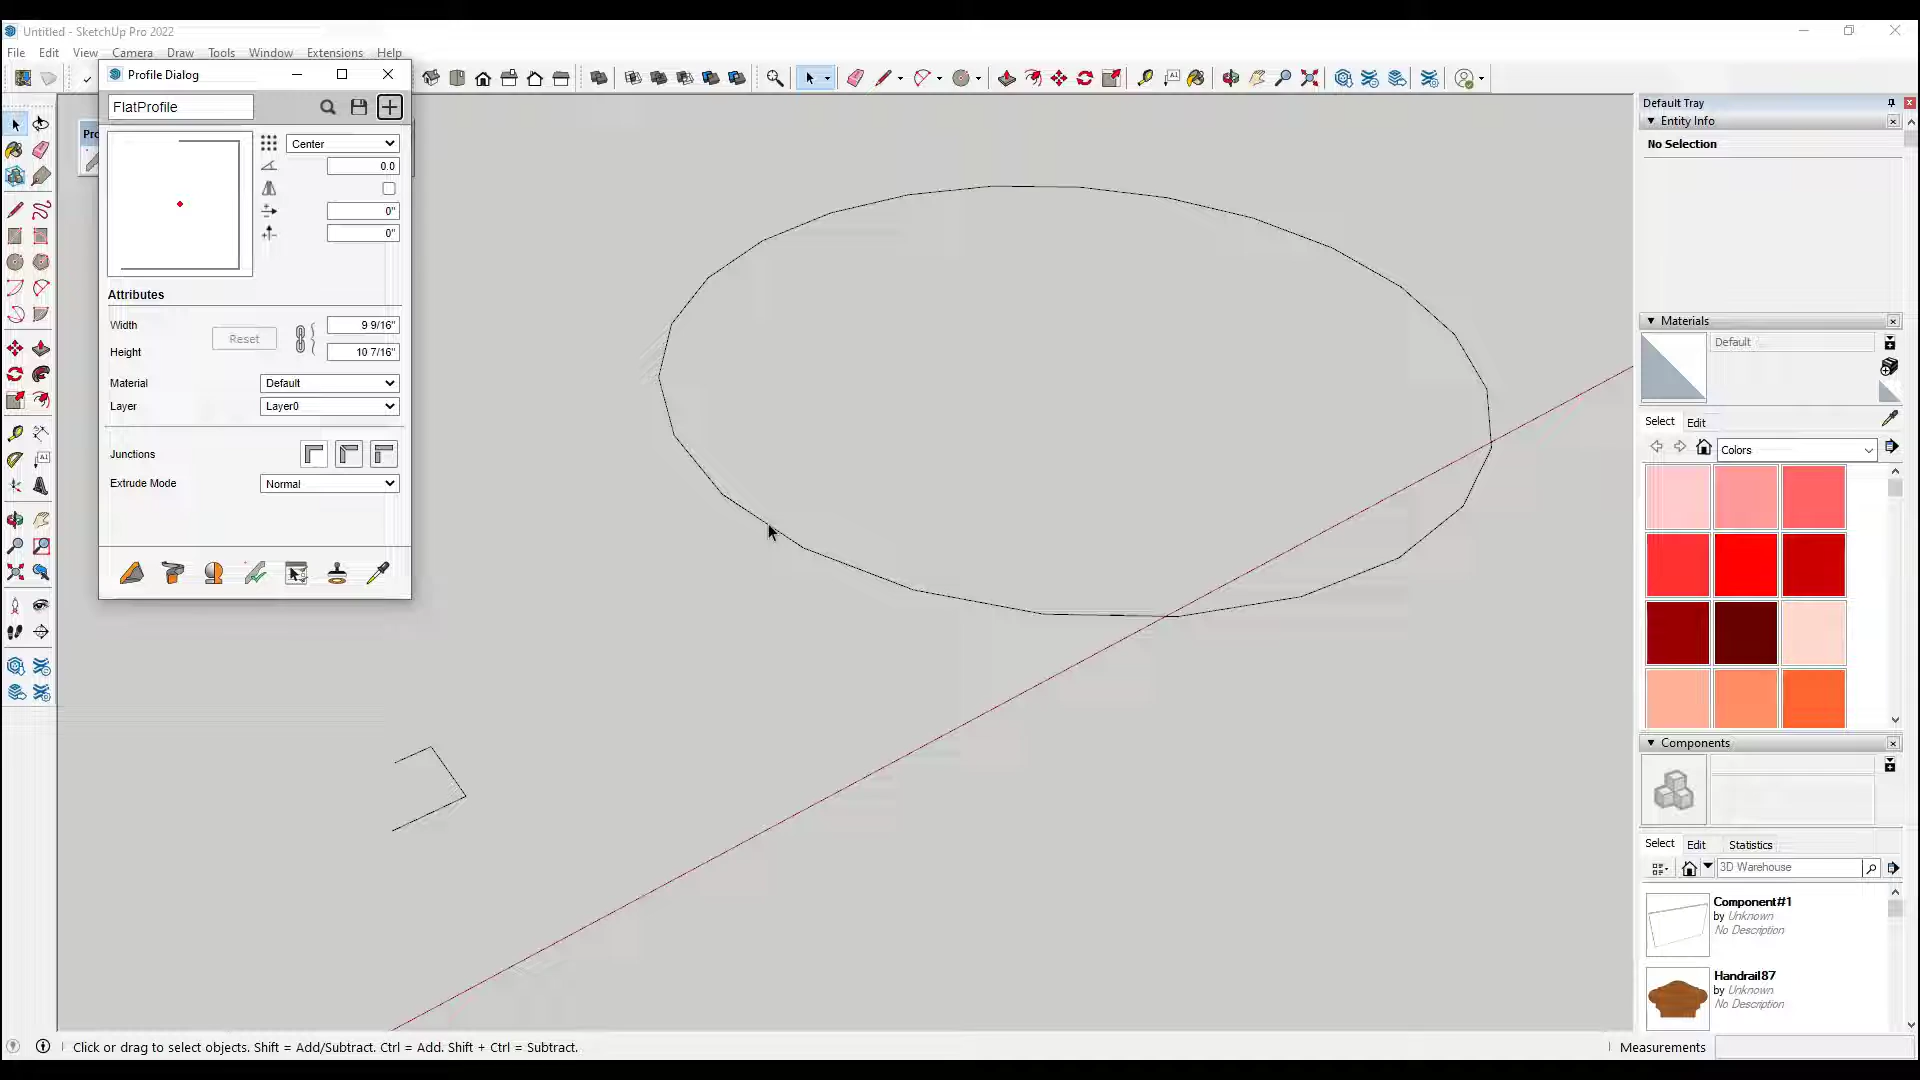 Untitled - SketchUp Pro 2022
File Edit View Camera Draw Tools Window Extensions Help
Profile Dialog
FlatProfile
Pro
Center
0.0
0"
0"
Attributes
Width 9 9/16"
Reset
Height 10 7/16"
Material Default
Layer Layer0
Junctions
Extrude Mode Normal
Default Tray
Entity Info
No Selection
Materials
Default
Select Edit
Colors
Components
Select Edit Statistics
3D Warehouse
Component#1
by Unknown
No Description
Handrail87
by Unknown
No Description
Click or drag to select objects. Shift = Add/Subtract. Ctrl = Add. Shift + Ctrl = Subtract.
Measurements